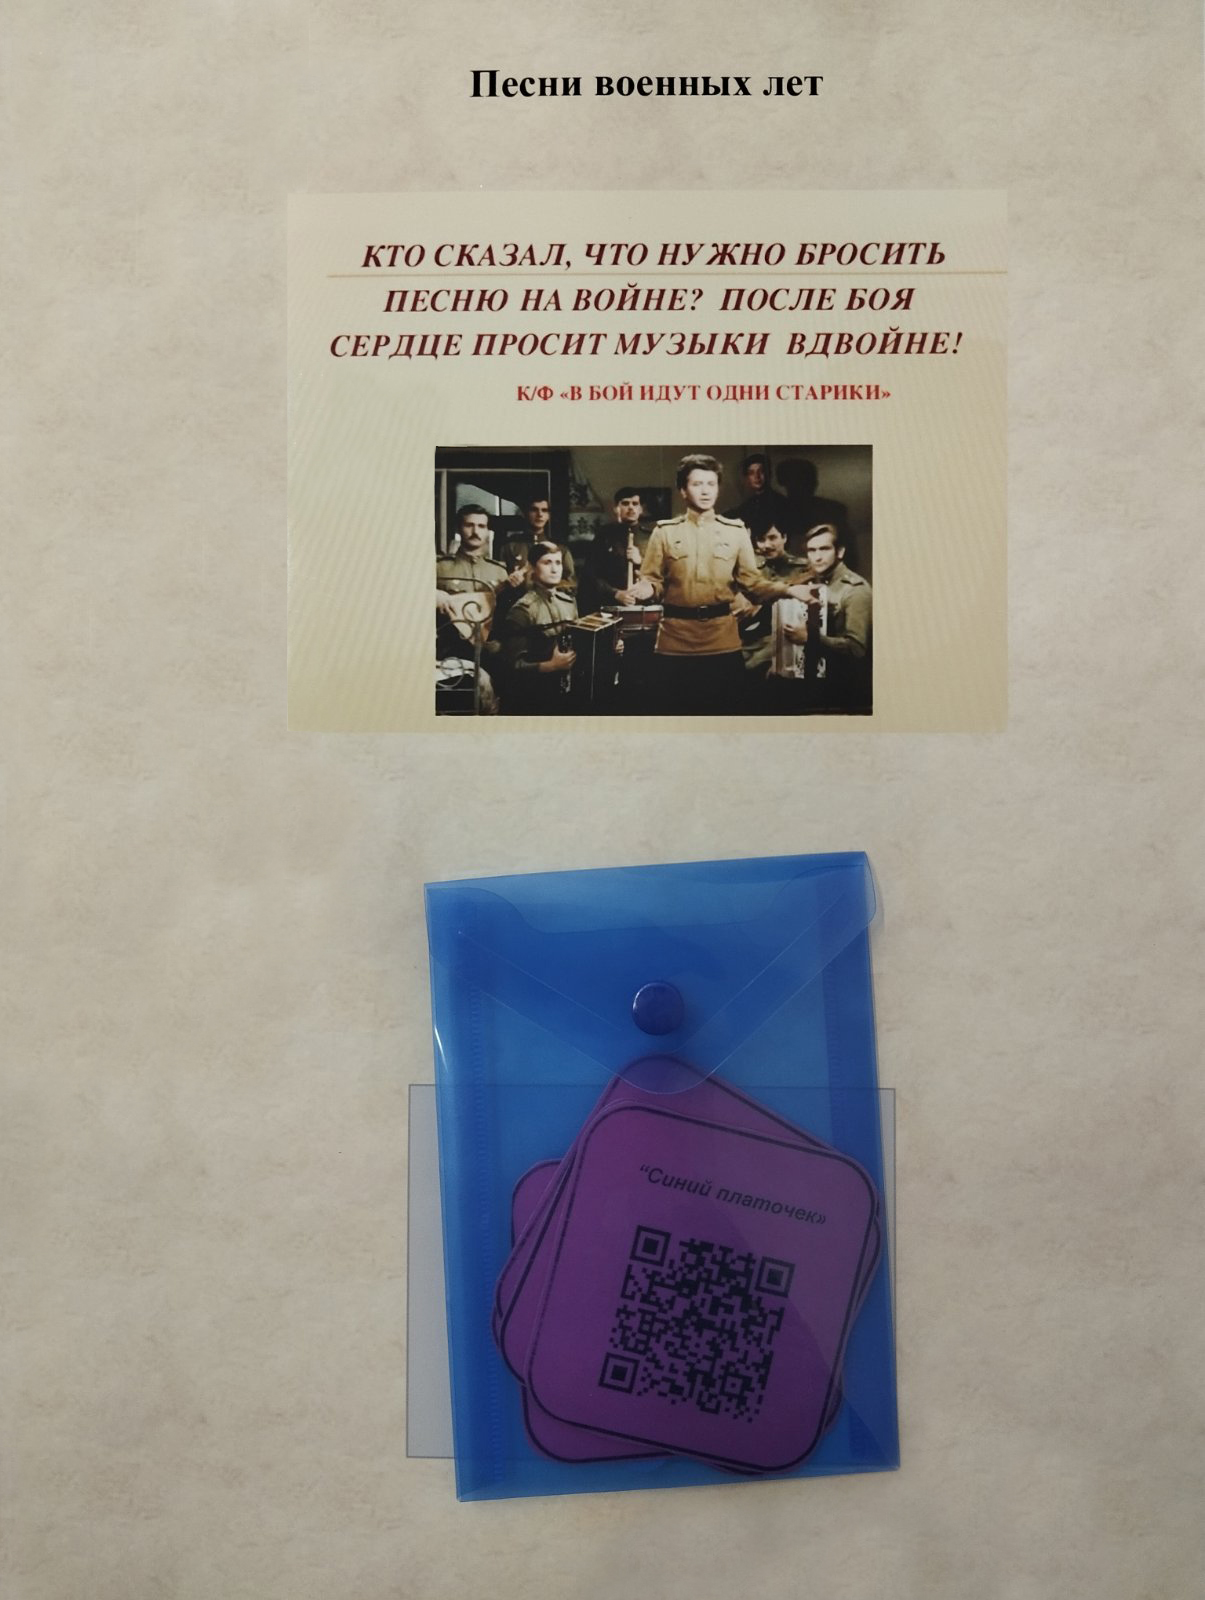 Песни военных лет
КТО СКАЗАЛ, ЧТО НУЖНО БРОСИТЬ
ПЕСНЮ НА ВОЙНЕ? ПОСЛЕ БОЯ
СЕРДЦЕ ПРОСИТ МУЗЫКИ ВДВОЙНЕ!
К/Ф «В БОЙ ИДУТ ОДНИ СТАРИКИ»
“Синий платочек»